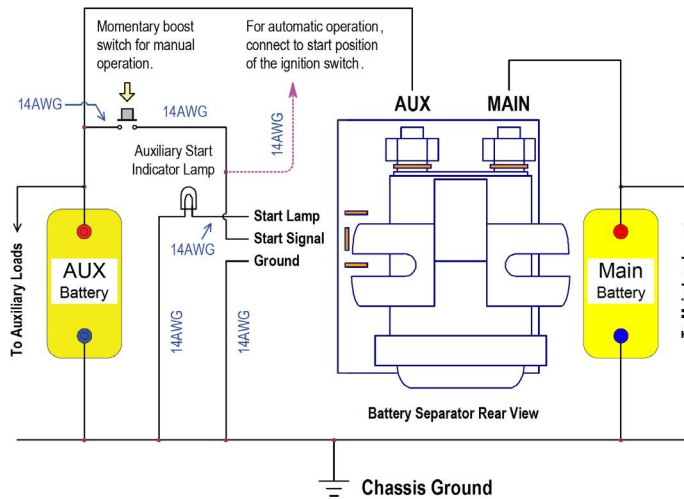 Momentary boost
switch for manual
operation.
For automatic operation,
connect to start position
of the ignition switch.
14AWG
14AWG
14AWG
AUX
MAIN
Auxiliary Start
Indicator Lamp
Start Lamp
Start Signal
Ground
14AWG
14AWG
14AWG
To Auxiliary Loads
AUX
Battery
Main
Battery
Battery Separator Rear View
Chassis Ground